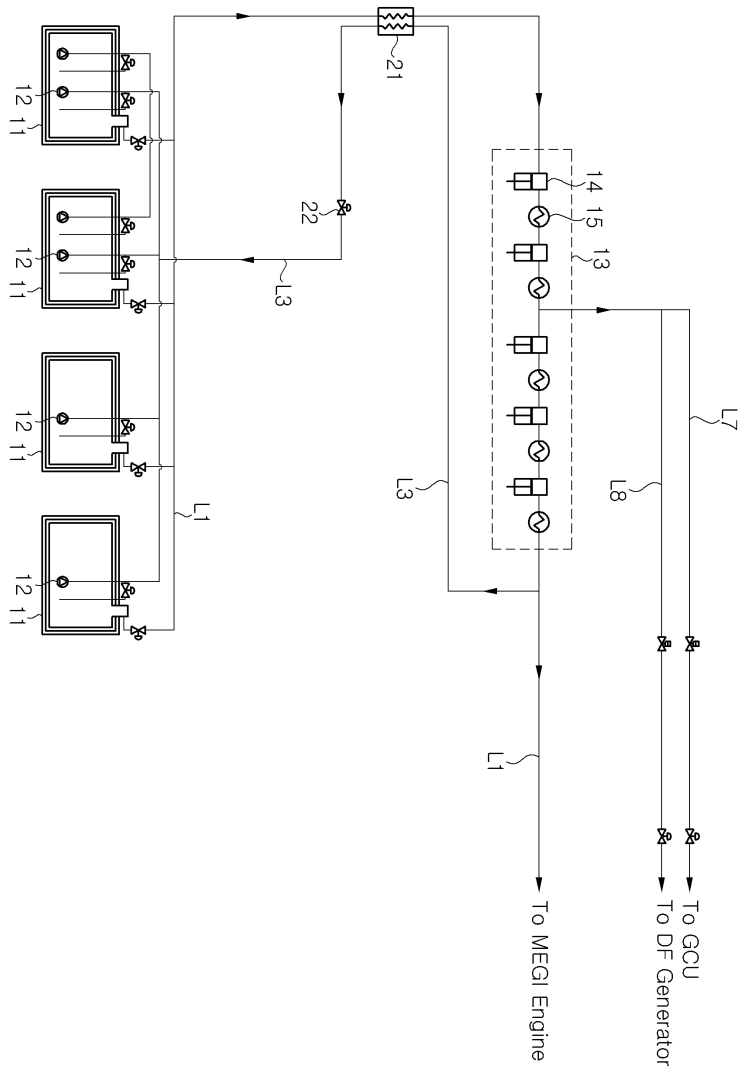 L7
To GCU
To DF Generator
L8
14
15
13
To MEGI Engine
L1
L3
21
22
L3
L1
12
11
12
11
12
11
12
11